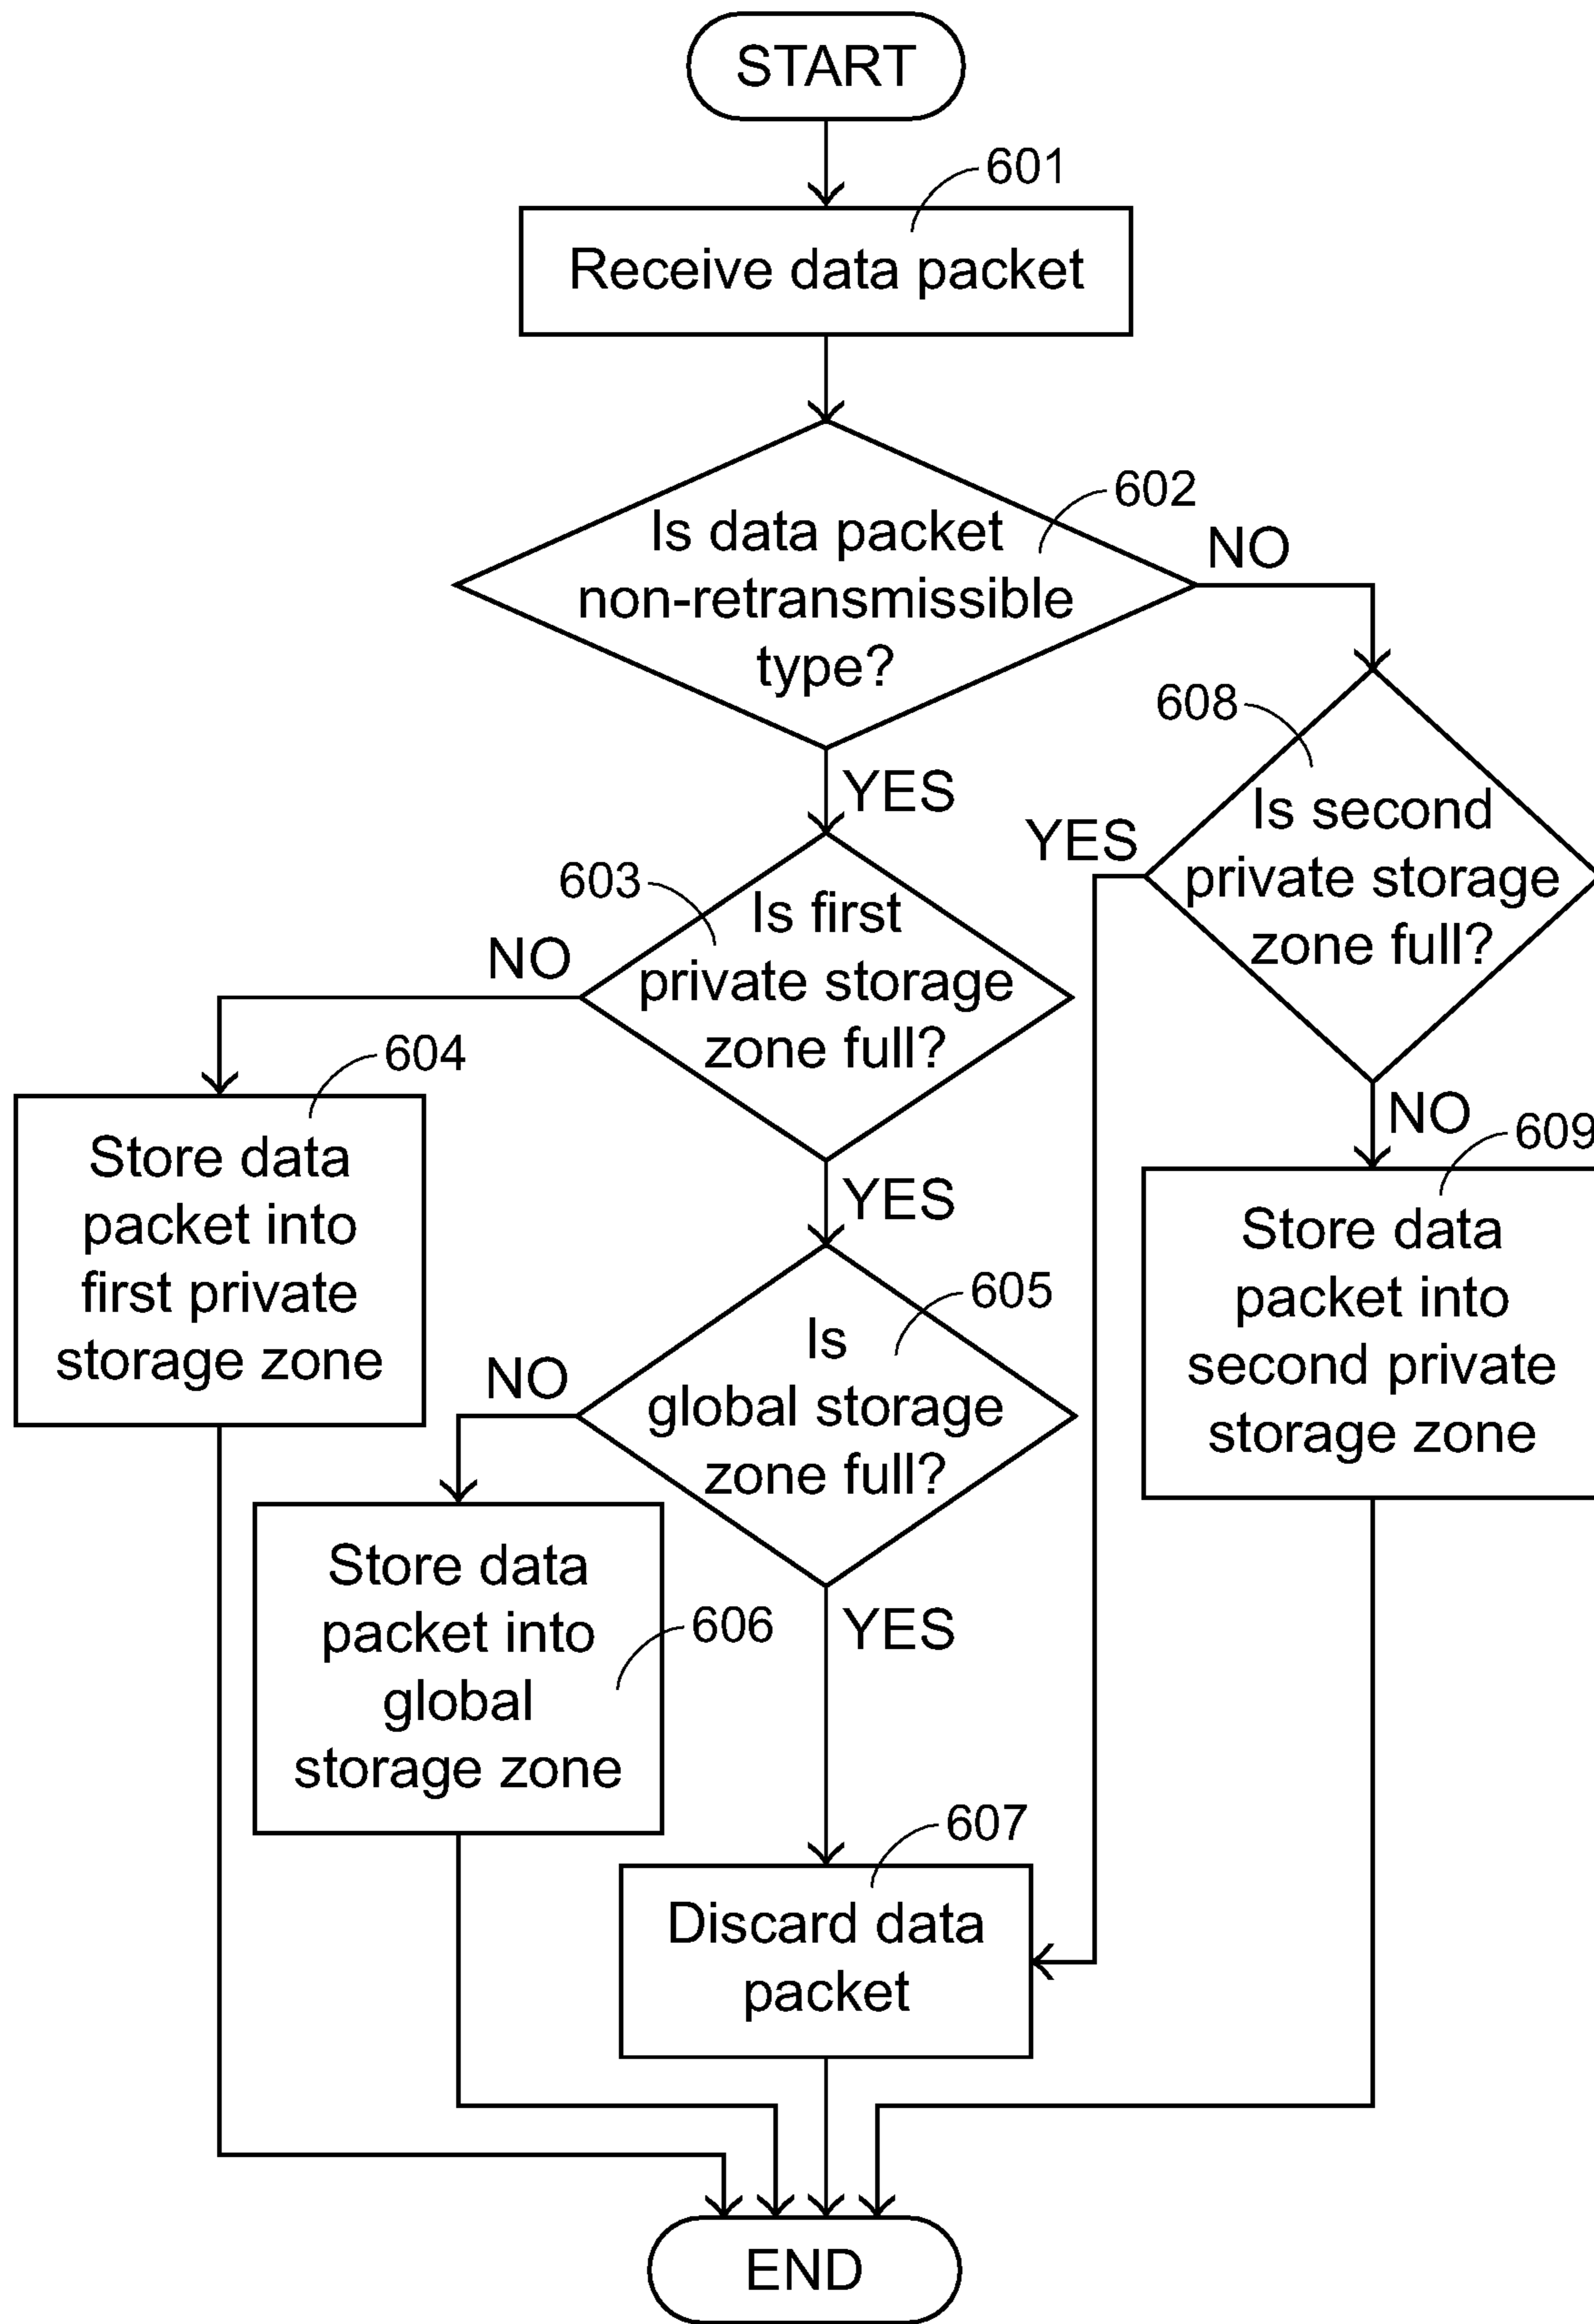 START
601
Receive data packet
602
Is data packet
non-retransmissible
type?
NO
YES
608
Is second
private storage
zone full?
YES
NO
603
Is first
private storage
zone full?
NO
YES
604
Store data
packet into
first private
storage zone
609
Store data
packet into
second private
storage zone
605
Is
global storage
zone full?
NO
YES
606
Store data
packet into
global
storage zone
607
Discard data
packet
END